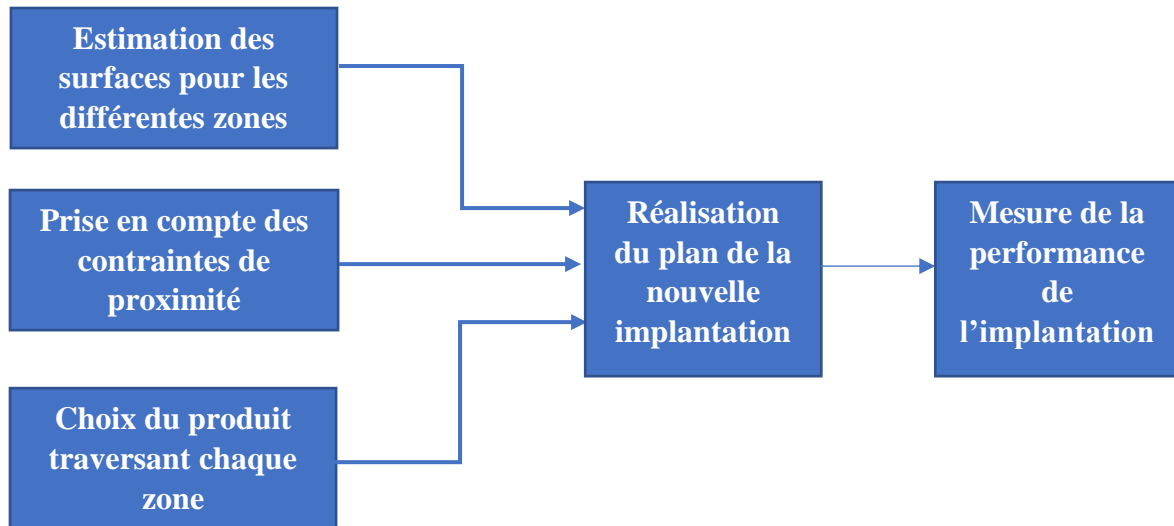 Estimation des
surfaces pour les
différentes zones
Prise en compte des
contraintes de
proximité
Choix du produit
traversant chaque
zone
Réalisation
du plan de la
nouvelle
implantation
Mesure de la
performance
de
l’implantation